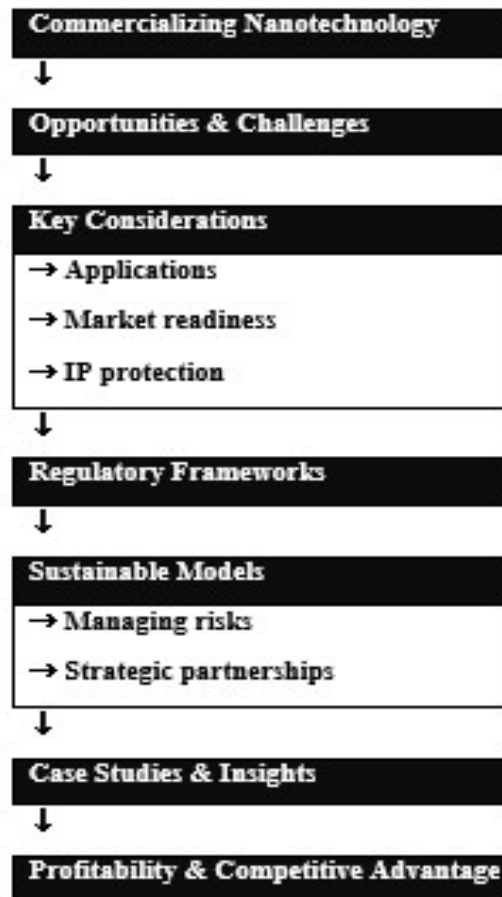 Commercializing Nanotechnology
↓
Opportunities & Challenges
↓
Key Considerations
→ Applications
→ Market readiness
→ IP protection
↓
Regulatory Frameworks
↓
Sustainable Models
→ Managing risks
→ Strategic partnerships
↓
Case Studies & Insights
↓
Profitability & Competitive Advantage